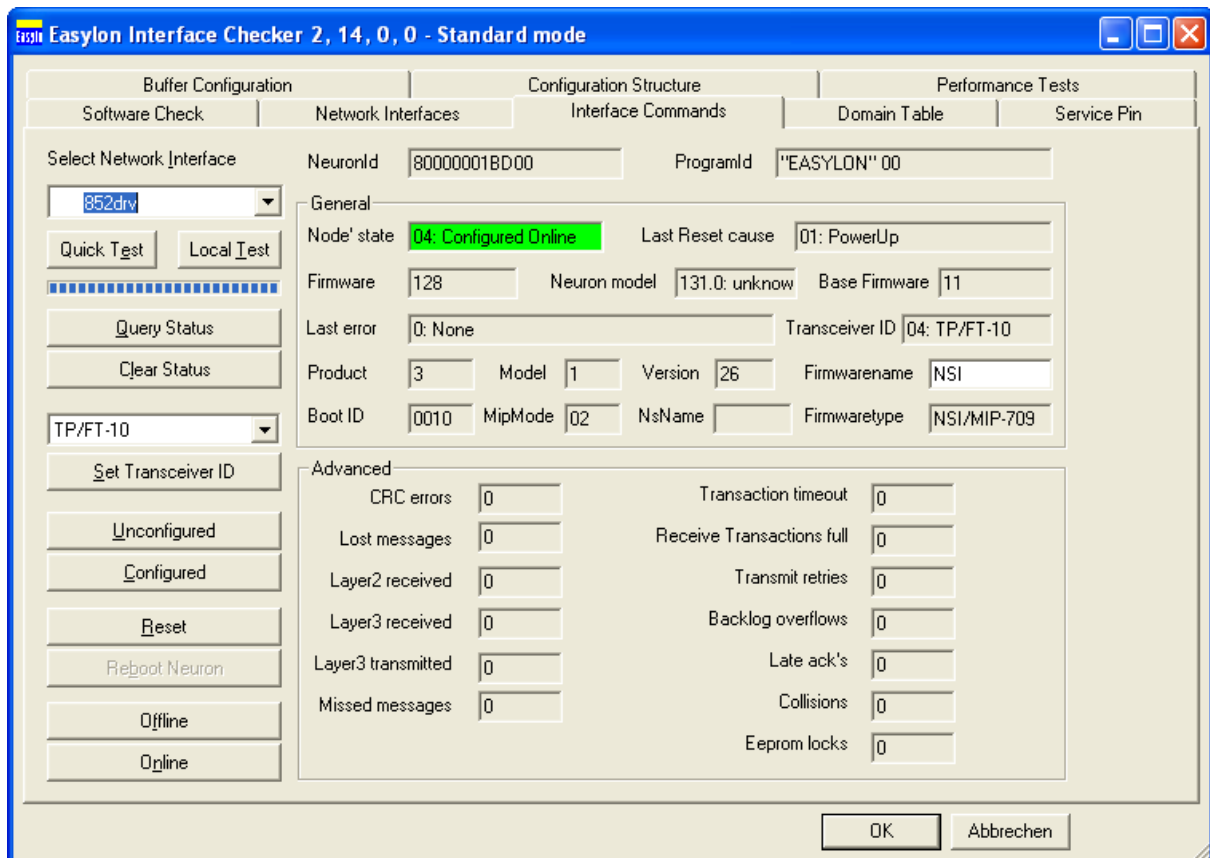 Easylon Interface Checker 2, 14, 0, 0 - Standard mode
Buffer Configuration Configuration Structure Performance Tests
Software Check Network Interfaces Interface Commands Domain Table Service Pin
Select Network Interface
852drv
Quick Test Local Test
Query Status
Clear Status
TP/FT-10
Set Transceiver ID
Unconfigured
Configured
Reset
Reboot Neuron
Offline
Online
NeuronId 80000001BD00 ProgramId "EASYLON" 00
General
Node' state 04: Configured Online Last Reset cause 01: PowerUp
Firmware 128 Neuron model 131.0: unknow Base Firmware 11
Last error 0: None Transceiver ID 04: TP/FT-10
Product 3 Model 1 Version 26 Firmwarename NSI
Boot ID 0010 MipMode 02 NsName Firmwaretype NSI/MIP-709
Advanced
CRC errors 0 Transaction timeout 0
Lost messages 0 Receive Transactions full 0
Layer2 received 0 Transmit retries 0
Layer3 received 0 Backlog overflows 0
Layer3 transmitted 0 Late ack's 0
Missed messages 0 Collisions 0
Eeprom locks 0
OK Abbrechen